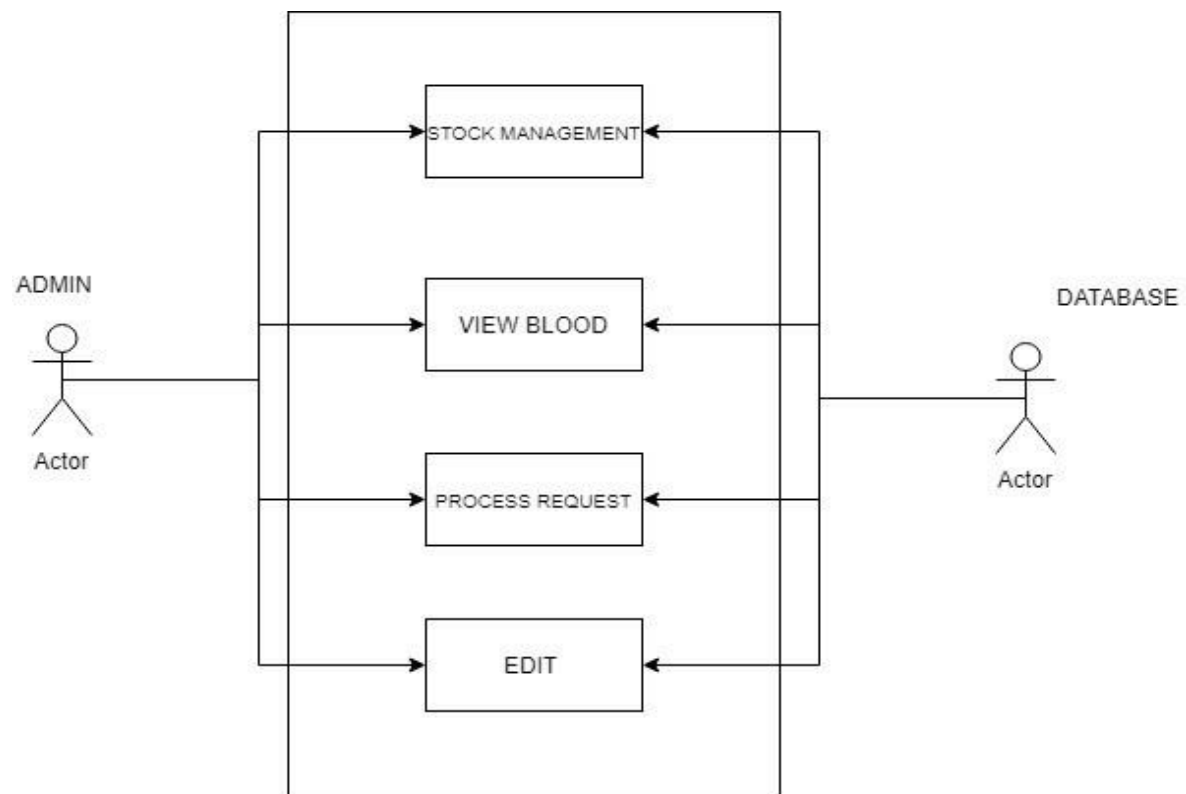 STOCK MANAGEMENT
ADMIN
DATABASE
VIEW BLOOD
Actor
Actor
PROCESS REQUEST
EDIT